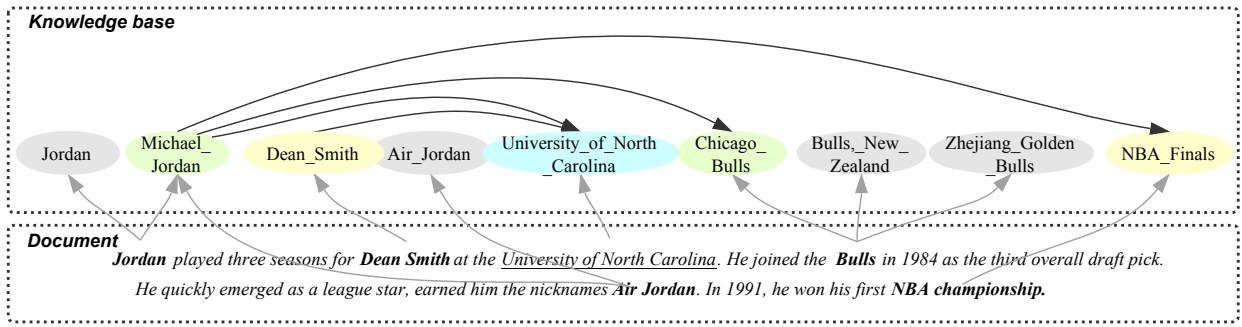 Knowledge base
Jordan
Michael_
Jordan
Dean_Smith
Air_Jordan
University_of_North
_Carolina
Chicago_
Bulls
Bulls,_New_
Zealand
Zhejiang_Golden
_Bulls
NBA_Finals
Document
Jordan played three seasons for Dean Smith at the University of North Carolina. He joined the Bulls in 1984 as the third overall draft pick.
He quickly emerged as a league star, earned him the nicknames Air Jordan. In 1991, he won his first NBA championship.